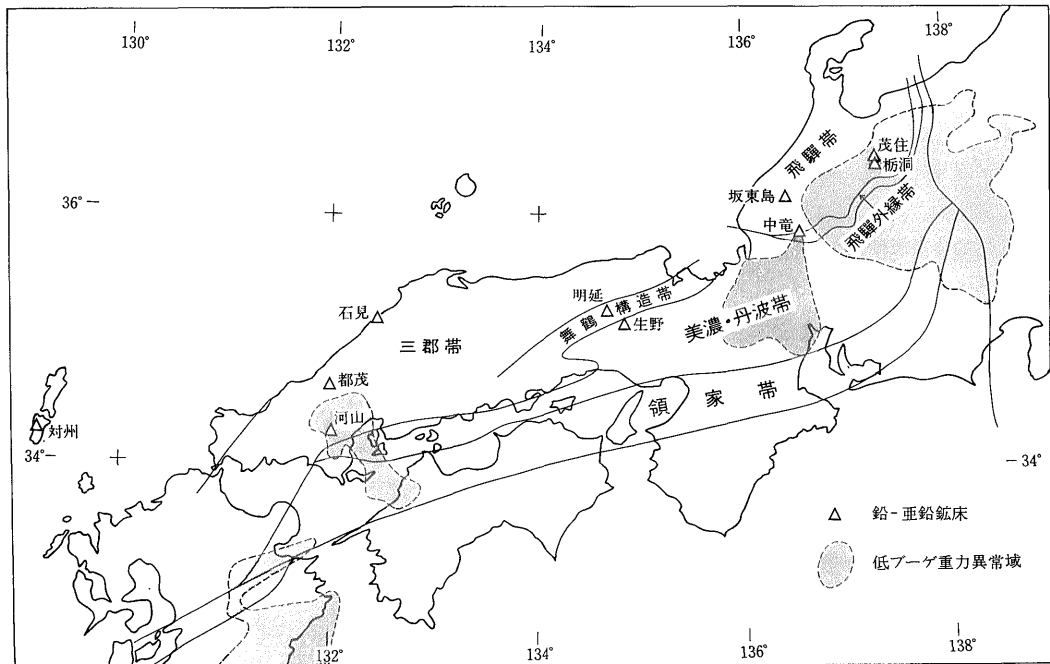 130°
132°
134°
136°
138°
飛驒帯
茂住
栃洞
坂東島
飛驒外縁帯
36°
中竜
明延
舞鶴構造帯
石見
生野
美濃・丹波帯
三郡帯
都茂
領家帯
河山
対州
34°
34°
鉛-亜鉛鉱床
低ブーゲ重力異常域
132°
134°
136°
138°